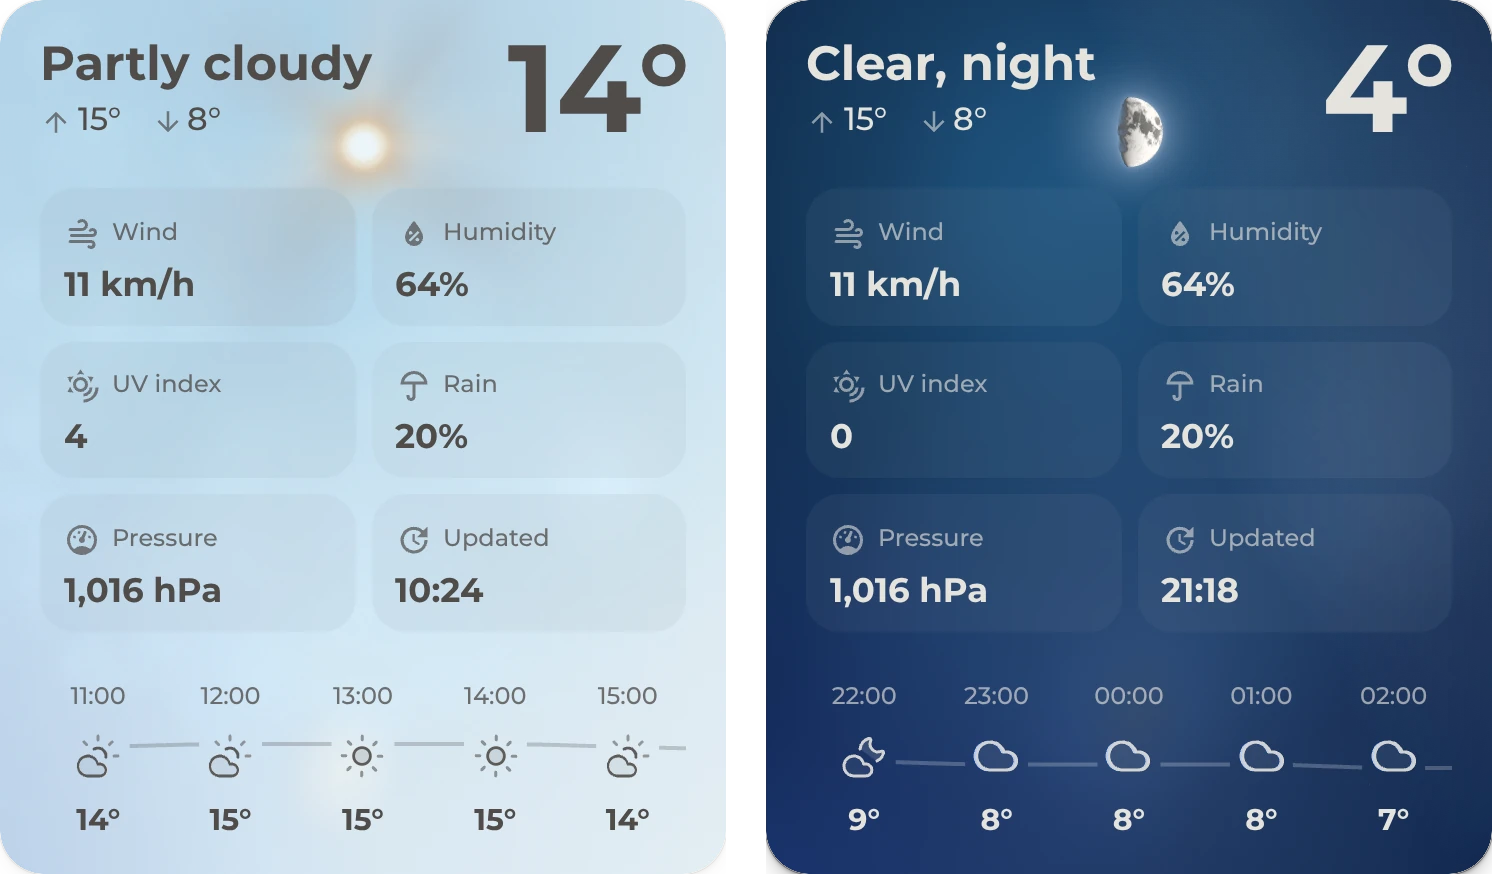 Partly cloudy
14°
↑ 15° ↓ 8°
Wind
11 km/h
Humidity
64%
UV index
4
Rain
20%
Pressure
1,016 hPa
Updated
10:24
11:00 12:00 13:00 14:00 15:00
14° 15° 15° 15° 14°
Clear, night
4°
↑ 15° ↓ 8°
Wind
11 km/h
Humidity
64%
UV index
0
Rain
20%
Pressure
1,016 hPa
Updated
21:18
22:00 23:00 00:00 01:00 02:00
9° 8° 8° 8° 7°